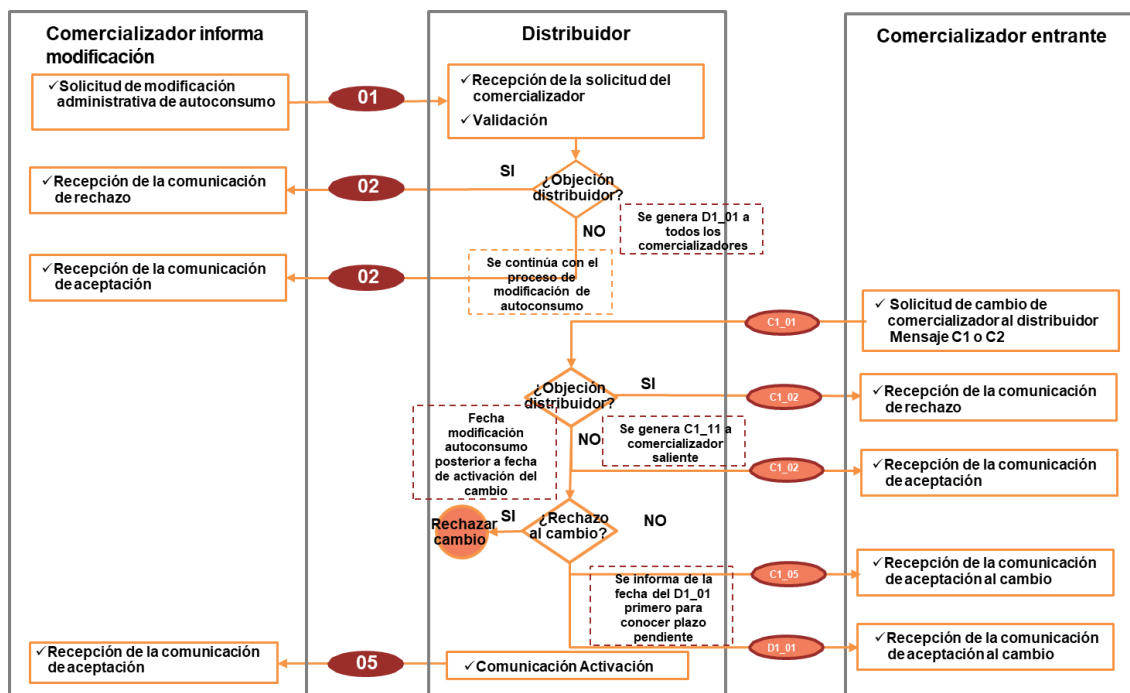 Comercializador informa
modificación
Distribuidor
Comercializador entrante
✓Solicitud de modificación
administrativa de autoconsumo
01
✓Recepción de la solicitud del
comercializador
✓Validación
✓Recepción de la comunicación
de rechazo
02
SI
¿Objeción
distribuidor?
NO
Se genera D1_01 a
todos los
comercializadores
✓Recepción de la comunicación
de aceptación
02
Se continúa con el
proceso de
modificación de
autoconsumo
C1_01
✓ Solicitud de cambio de
comercializador al distribuidor
Mensaje C1 o C2
¿Objeción
distribuidor?
SI
C1_02
✓Recepción de la comunicación
de rechazo
Fecha
modificación
autoconsumo
posterior a fecha
de activación del
cambio
NO
Se genera C1_11 a
comercializador
saliente
C1_02
✓Recepción de la comunicación
de aceptación
Rechazar
cambio
SI
¿Rechazo
al cambio?
NO
C1_05
✓Recepción de la comunicación
de aceptación al cambio
Se informa de la
fecha del D1_01
primero para
conocer plazo
pendiente
D1_01
✓Recepción de la comunicación
de aceptación al cambio
✓Recepción de la comunicación
de aceptación
05
✓Comunicación Activación